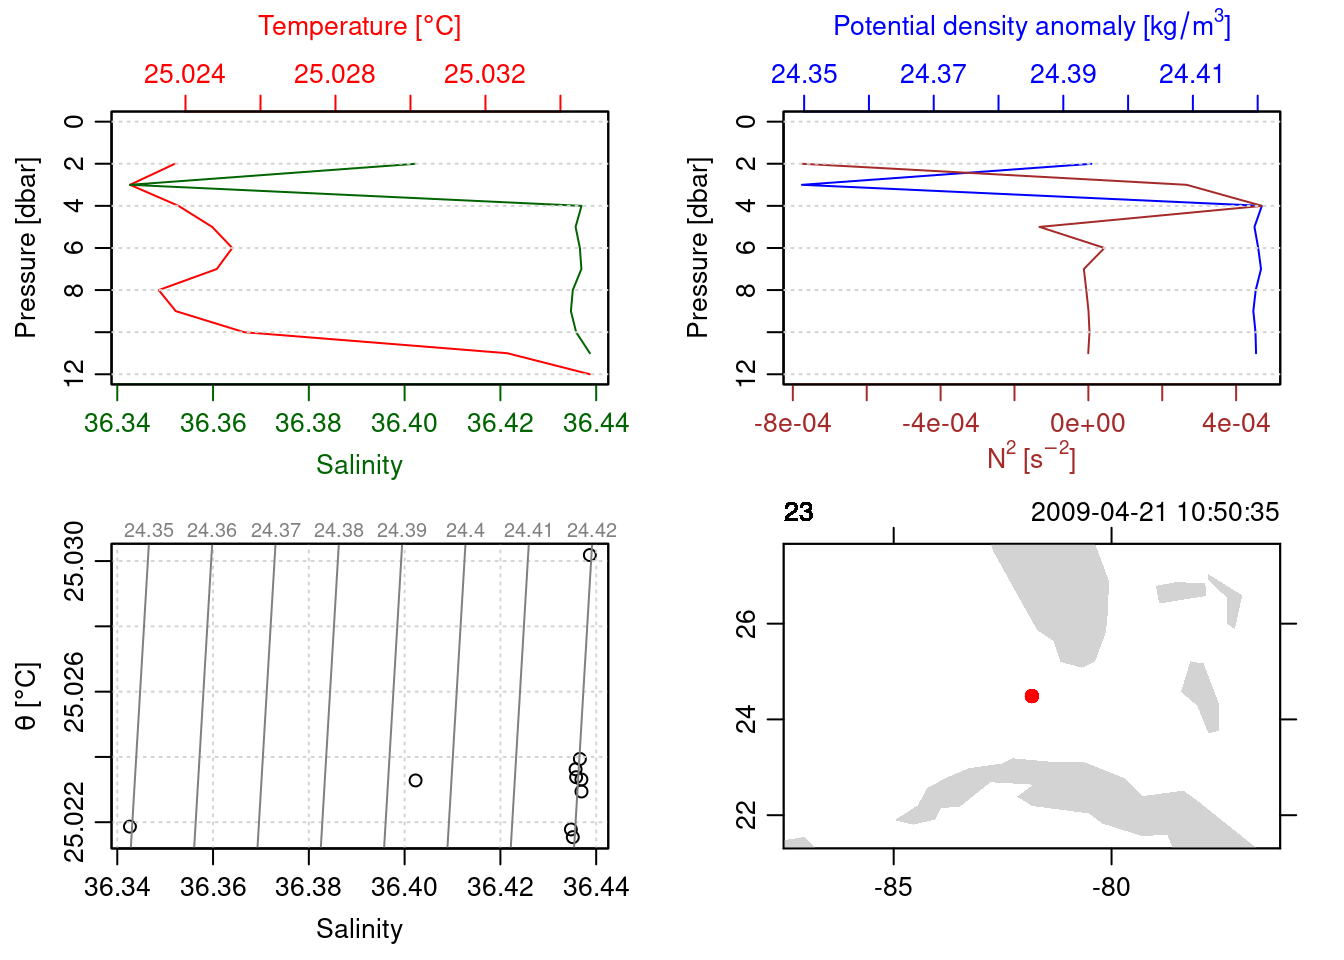 Temperature [°C]
25.024 25.028 25.032
Pressure [dbar]
0 2 4 6 8 12
36.34 36.36 36.38 36.40 36.42 36.44
Salinity
Potential density anomaly [kg/m³]
24.35 24.37 24.39 24.41
Pressure [dbar]
0 2 4 6 8 12
-8e-04 -4e-04 0e+00 4e-04
N² [s⁻²]
24.35 24.36 24.37 24.38 24.39 24.4 24.41 24.42
θ [°C]
25.030 25.026 25.022
36.34 36.36 36.38 36.40 36.42 36.44
Salinity
23 2009-04-21 10:50:35
26 24 22
-85 -80